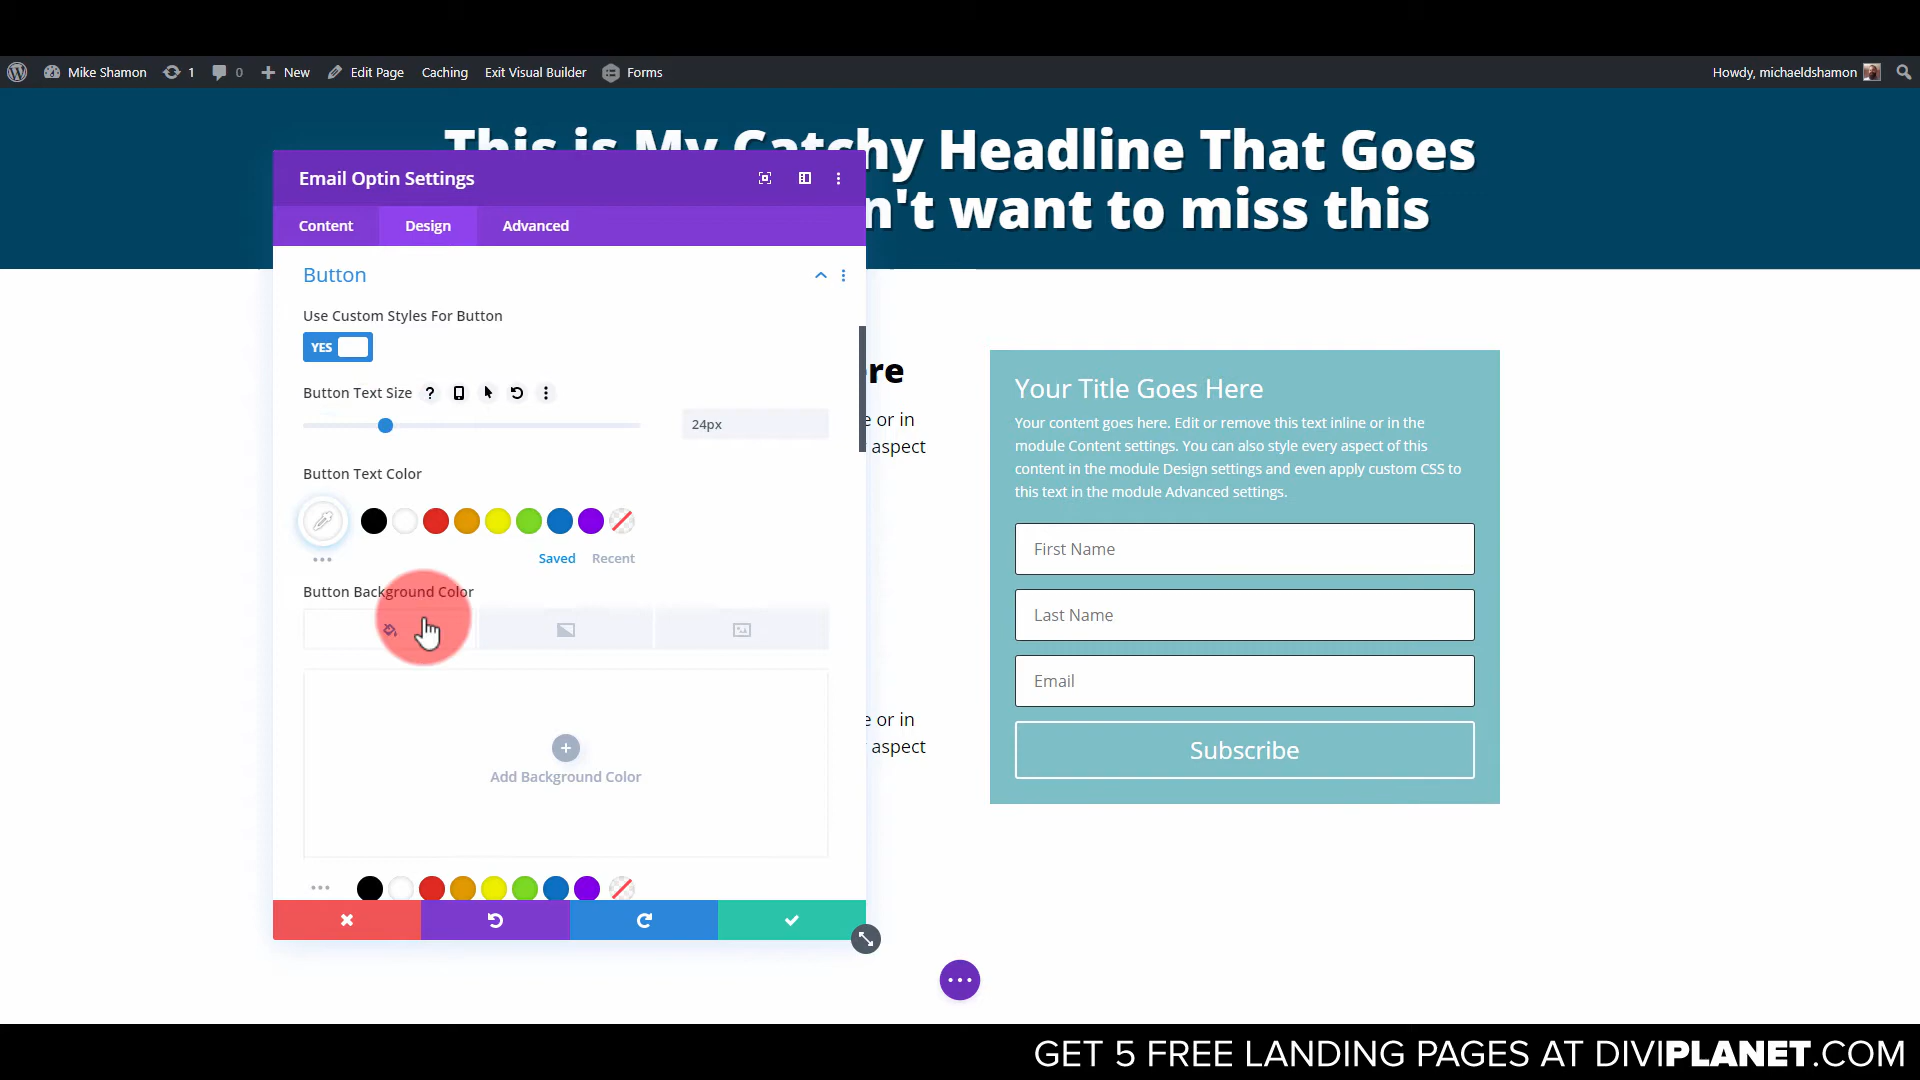 Mike Shamon
1
0
New
Edit Page
Caching
Exit Visual Builder
Forms
Howdy, michaeldshamon
This is My Catchy Headline That Goes
n't want to miss this
Email Optin Settings
Content
Design
Advanced
Button
Use Custom Styles For Button
YES
Button Text Size
?
24px
Button Text Color
Saved
Recent
Button Background Color
Add Background Color
re
e or in
aspect
e or in
aspect
Your Title Goes Here
Your content goes here. Edit or remove this text inline or in the
module Content settings. You can also style every aspect of this
content in the module Design settings and even apply custom CSS to
this text in the module Advanced settings.
First Name
Last Name
Email
Subscribe
GET 5 FREE LANDING PAGES AT DIVIPLANET.COM